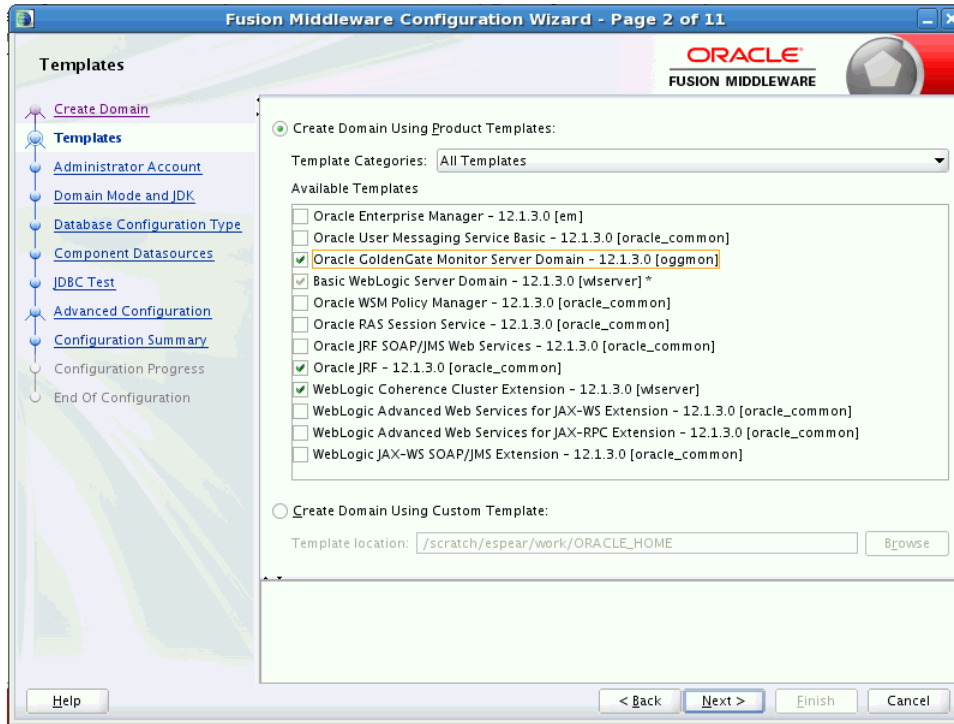 Fusion Middleware Configuration Wizard - Page 2 of 11
Templates
ORACLE
FUSION MIDDLEWARE
Create Domain
Templates
Administrator Account
Domain Mode and JDK
Database Configuration Type
Component Datasources
JDBC Test
Advanced Configuration
Configuration Summary
Configuration Progress
End Of Configuration
Create Domain Using Product Templates:
Template Categories: All Templates
Available Templates
Oracle Enterprise Manager - 12.1.3.0 [em]
Oracle User Messaging Service Basic - 12.1.3.0 [oracle_common]
Oracle GoldenGate Monitor Server Domain - 12.1.3.0 [oggmon]
Basic WebLogic Server Domain - 12.1.3.0 [wlserver] *
Oracle WSM Policy Manager - 12.1.3.0 [oracle_common]
Oracle RAS Session Service - 12.1.3.0 [oracle_common]
Oracle JRF SOAP/JMS Web Services - 12.1.3.0 [oracle_common]
Oracle JRF - 12.1.3.0 [oracle_common]
WebLogic Coherence Cluster Extension - 12.1.3.0 [wlserver]
WebLogic Advanced Web Services for JAX-WS Extension - 12.1.3.0 [oracle_common]
WebLogic Advanced Web Services for JAX-RPC Extension - 12.1.3.0 [oracle_common]
WebLogic JAX-WS SOAP/JMS Extension - 12.1.3.0 [oracle_common]
Create Domain Using Custom Template:
Template location: /scratch/espear/work/ORACLE_HOME Browse
Help < Back Next > Finish Cancel